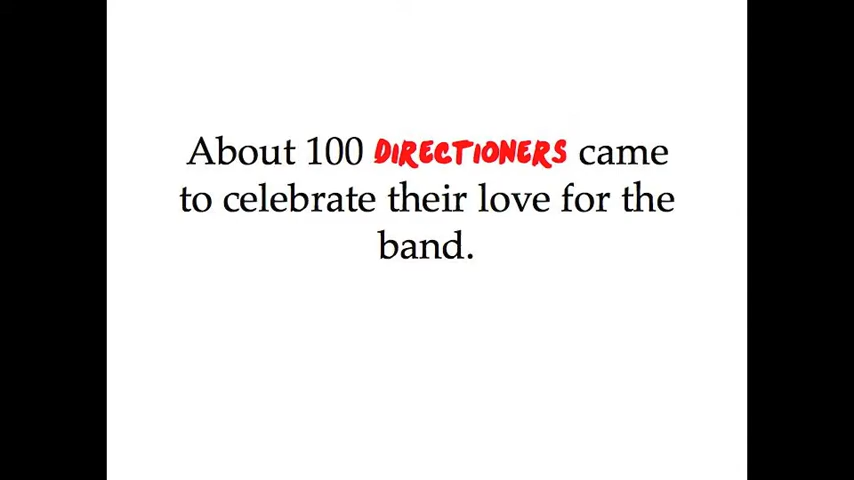 About 100 DIRECTIONERS came
to celebrate their love for the
band.